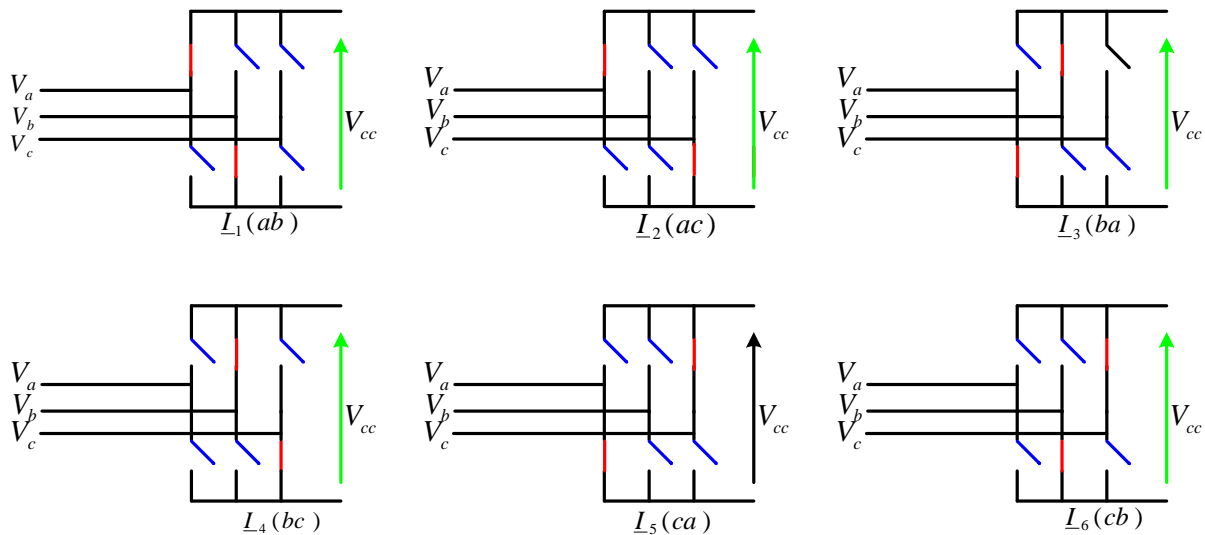 V_a
V_b
V_c
V_cc
I_1(ab)
V_a
V_b
V_c
V_cc
I_2(ac)
V_a
V_b
V_c
V_cc
I_3(ba)
V_a
V_b
V_c
V_cc
I_4(bc)
V_a
V_b
V_c
V_cc
I_5(ca)
V_a
V_b
V_c
V_cc
I_6(cb)